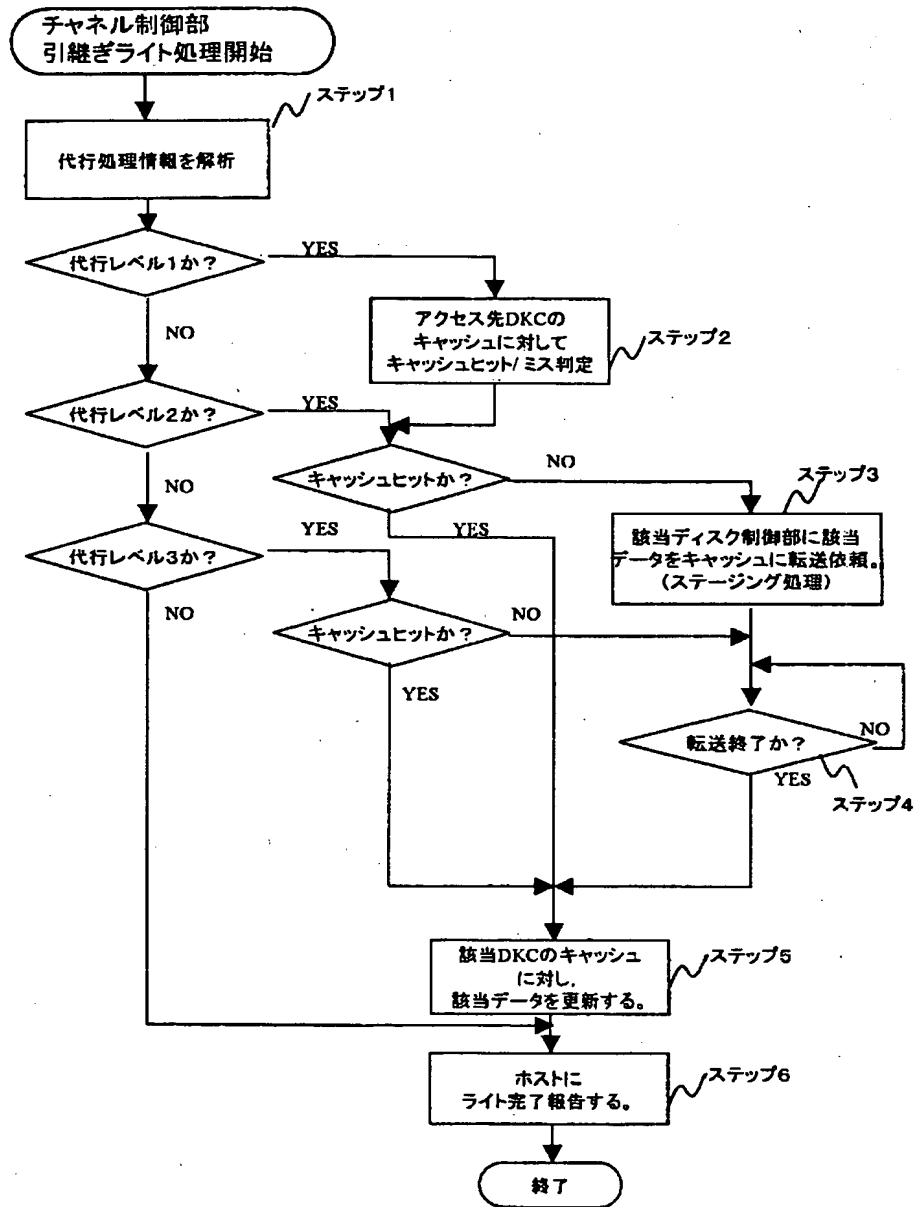 チャネル制御部
引継ぎライト処理開始
ステップ1
代行処理情報を解析
代行レベル1か？
YES
NO
アクセス先DKCの
キャッシュに対して
キャッシュヒット/ミス判定
ステップ2
代行レベル2か？
YES
NO
キャッシュヒットか？
NO
YES
ステップ3
該当ディスク制御部に該当
データをキャッシュに転送依頼。
(ステージング処理)
代行レベル3か？
YES
NO
キャッシュヒットか？
NO
YES
転送終了か？
NO
YES
ステップ4
該当DKCのキャッシュ
に対し,
該当データを更新する。
ステップ5
ホストに
ライト完了報告する。
ステップ6
終了